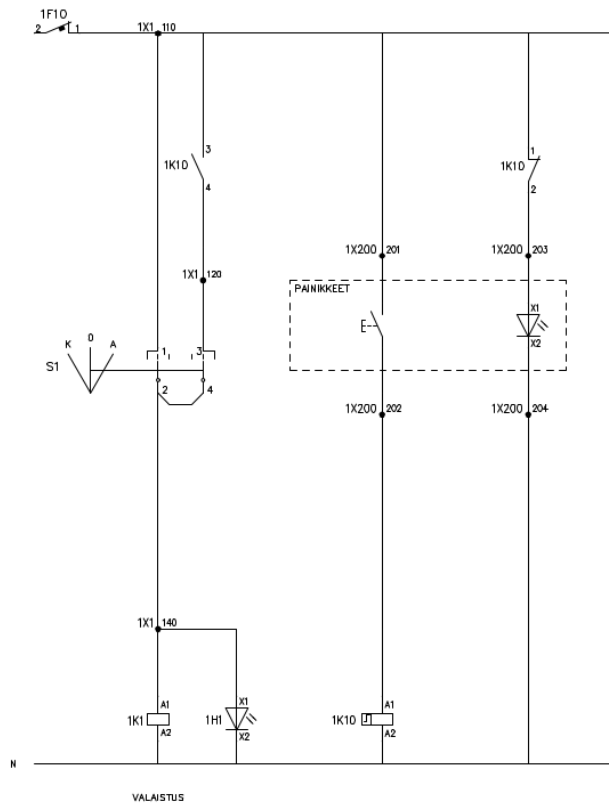 1F10
2 1 1X1 110
3 1
1K10 1K10
4 2
1X200 201 1X200 203
1X1 120
PAINIKKEET
X1
K 0 A
1 3 X2
S1
2 4
1X200 202 1X200 204
1X1 140
A1 X1 A1
1K1 1H1 1K10
A2 X2 A2
N
VALAISTUS